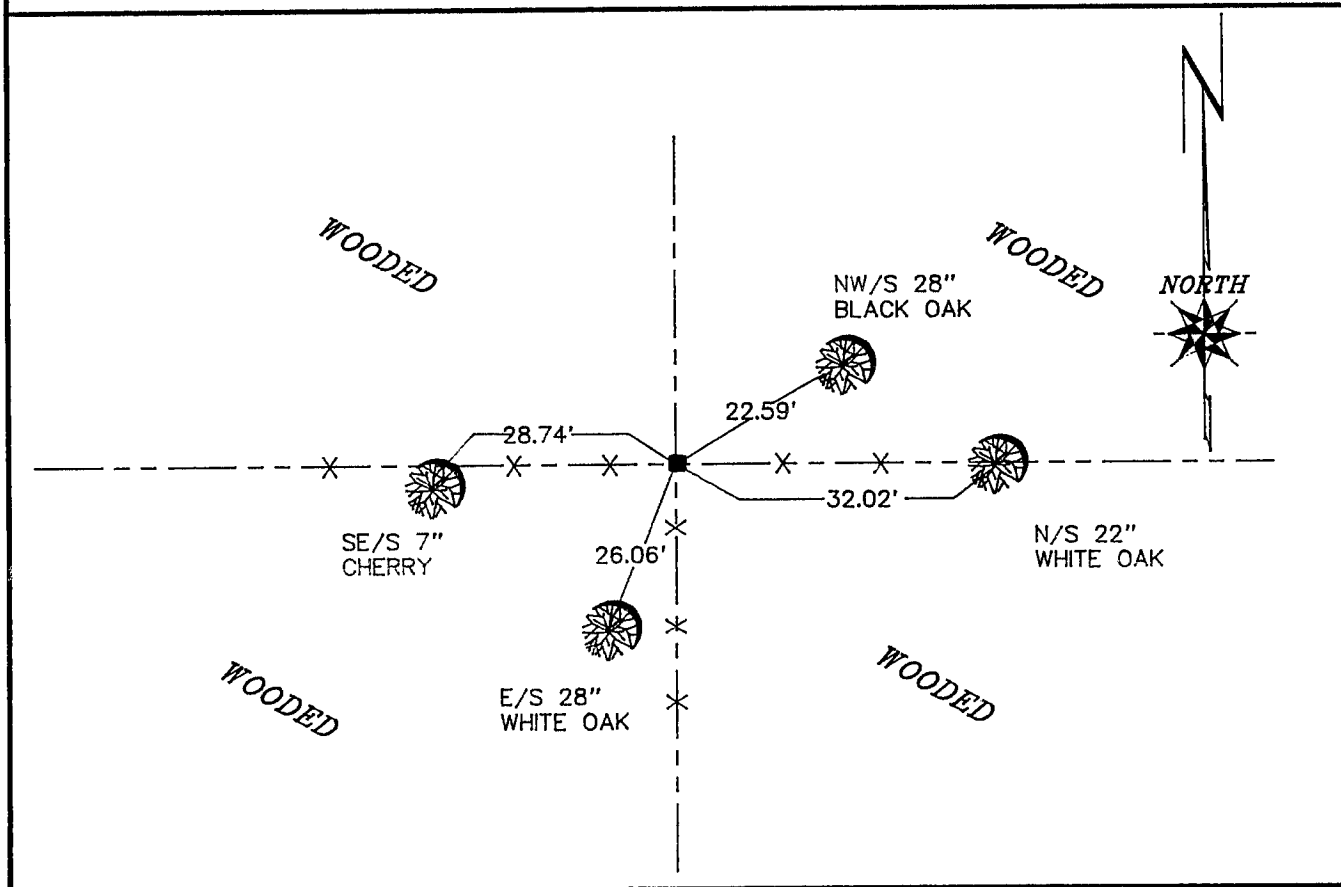 WOODED
WOODED
NW/S 28"
BLACK OAK
NORTH
22.59'
28.74'
32.02'
SE/S 7"
CHERRY
N/S 22"
WHITE OAK
26.06'
WOODED
WOODED
E/S 28"
WHITE OAK